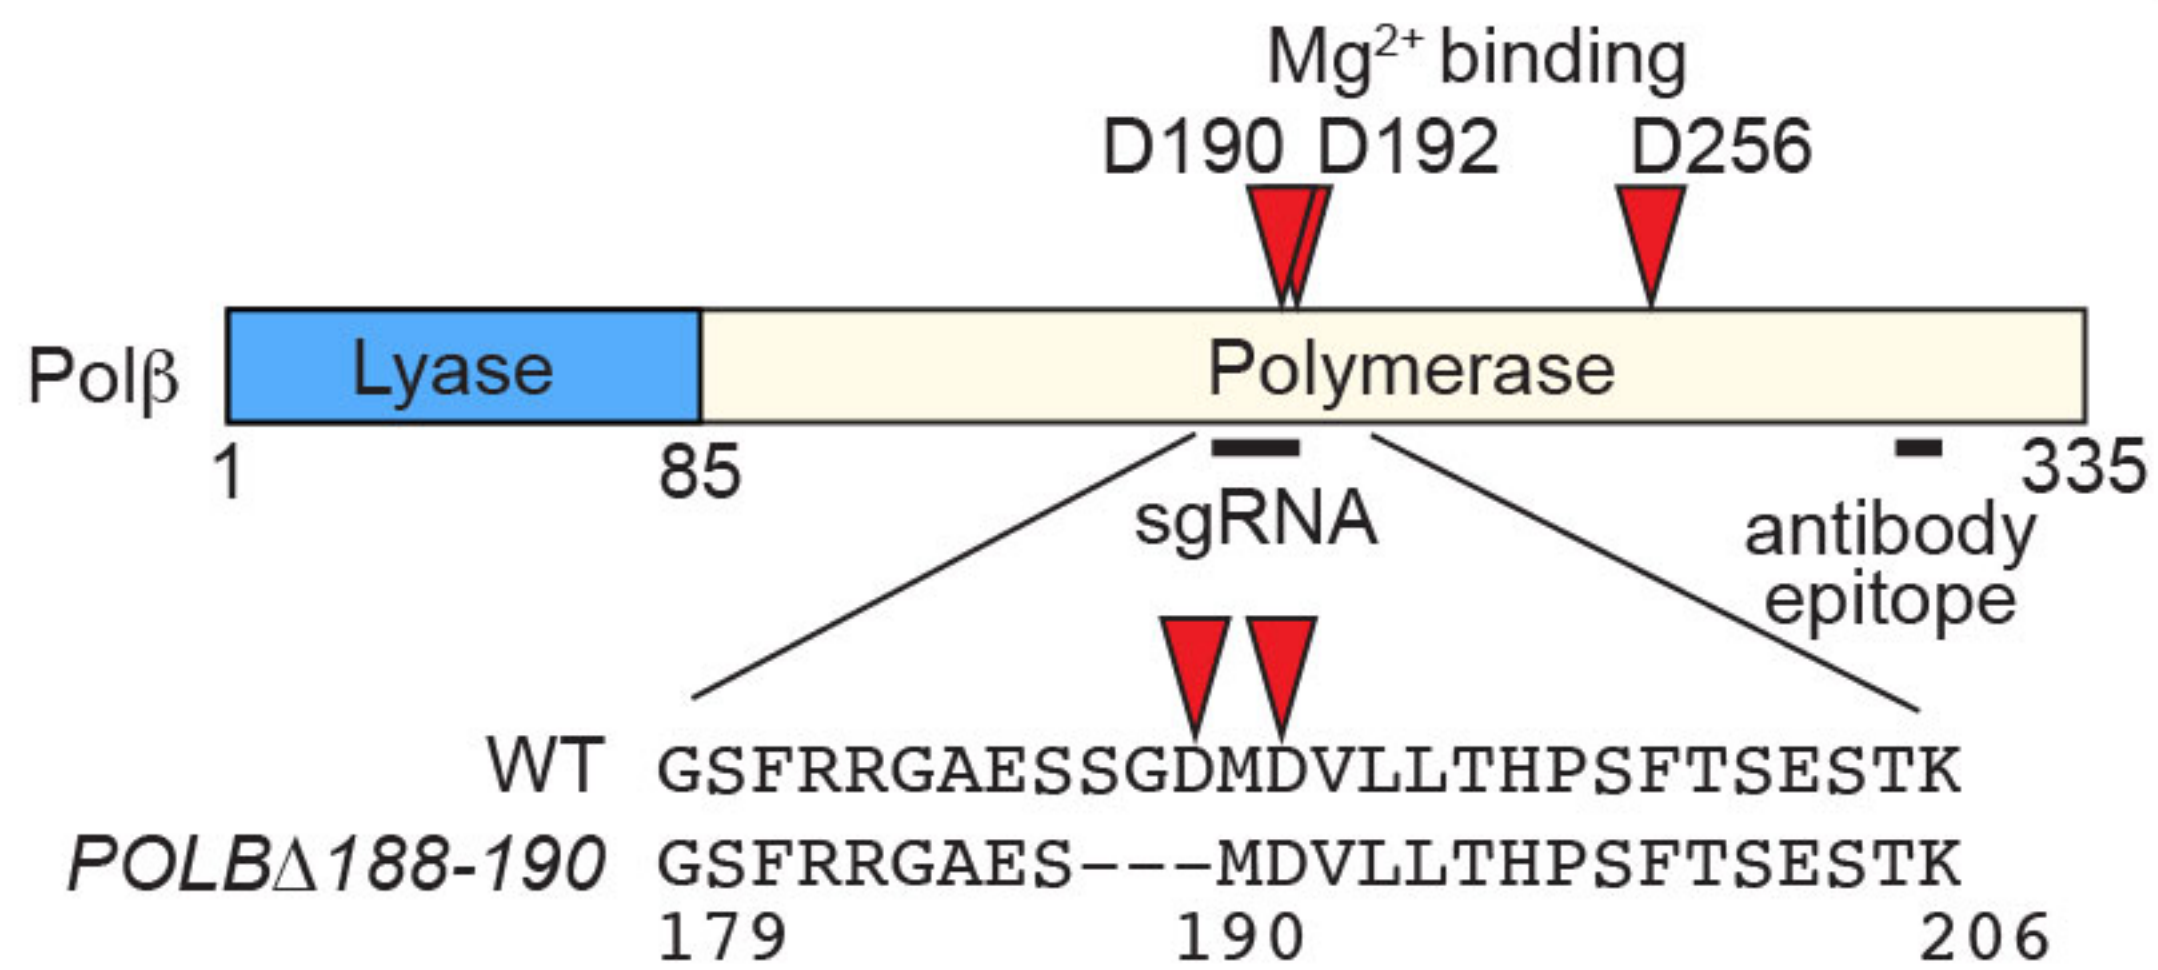 Mg²⁺ binding
D190 D192 D256
Polβ Lyase Polymerase
1 85 335
sgRNA
antibody
epitope
WT GSFRRGAESSGDMDVLLTHPSFTSESTK
POLBΔ188-190 GSFRRGAES---MDVLLTHPSFTSESTK
179 190 206